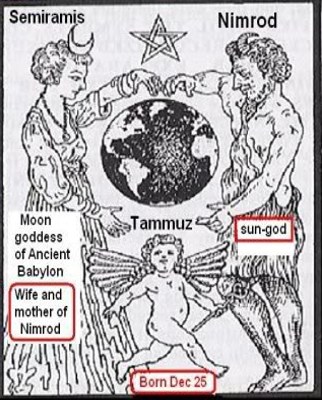 Semiramis
Nimrod
Tammuz
sun-god
Moon
goddess
of Ancient
Babylon
Wife and
mother of
Nimrod
Born Dec 25